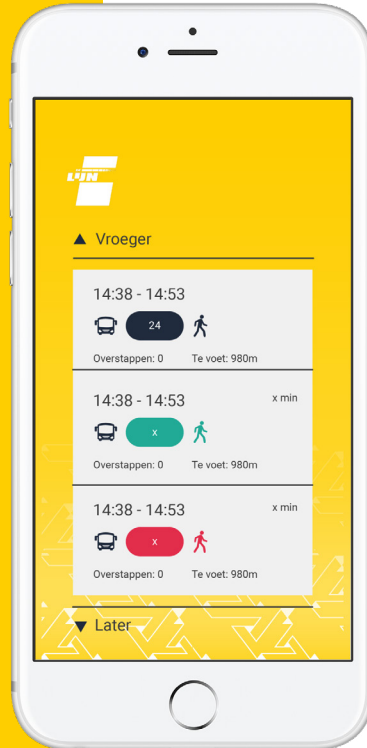 LIJN
Vroeger
14:38 - 14:53
24
Overstappen: 0 Te voet: 980m
14:38 - 14:53 x min
x
Overstappen: 0 Te voet: 980m
14:38 - 14:53 x min
x
Overstappen: 0 Te voet: 980m
Later